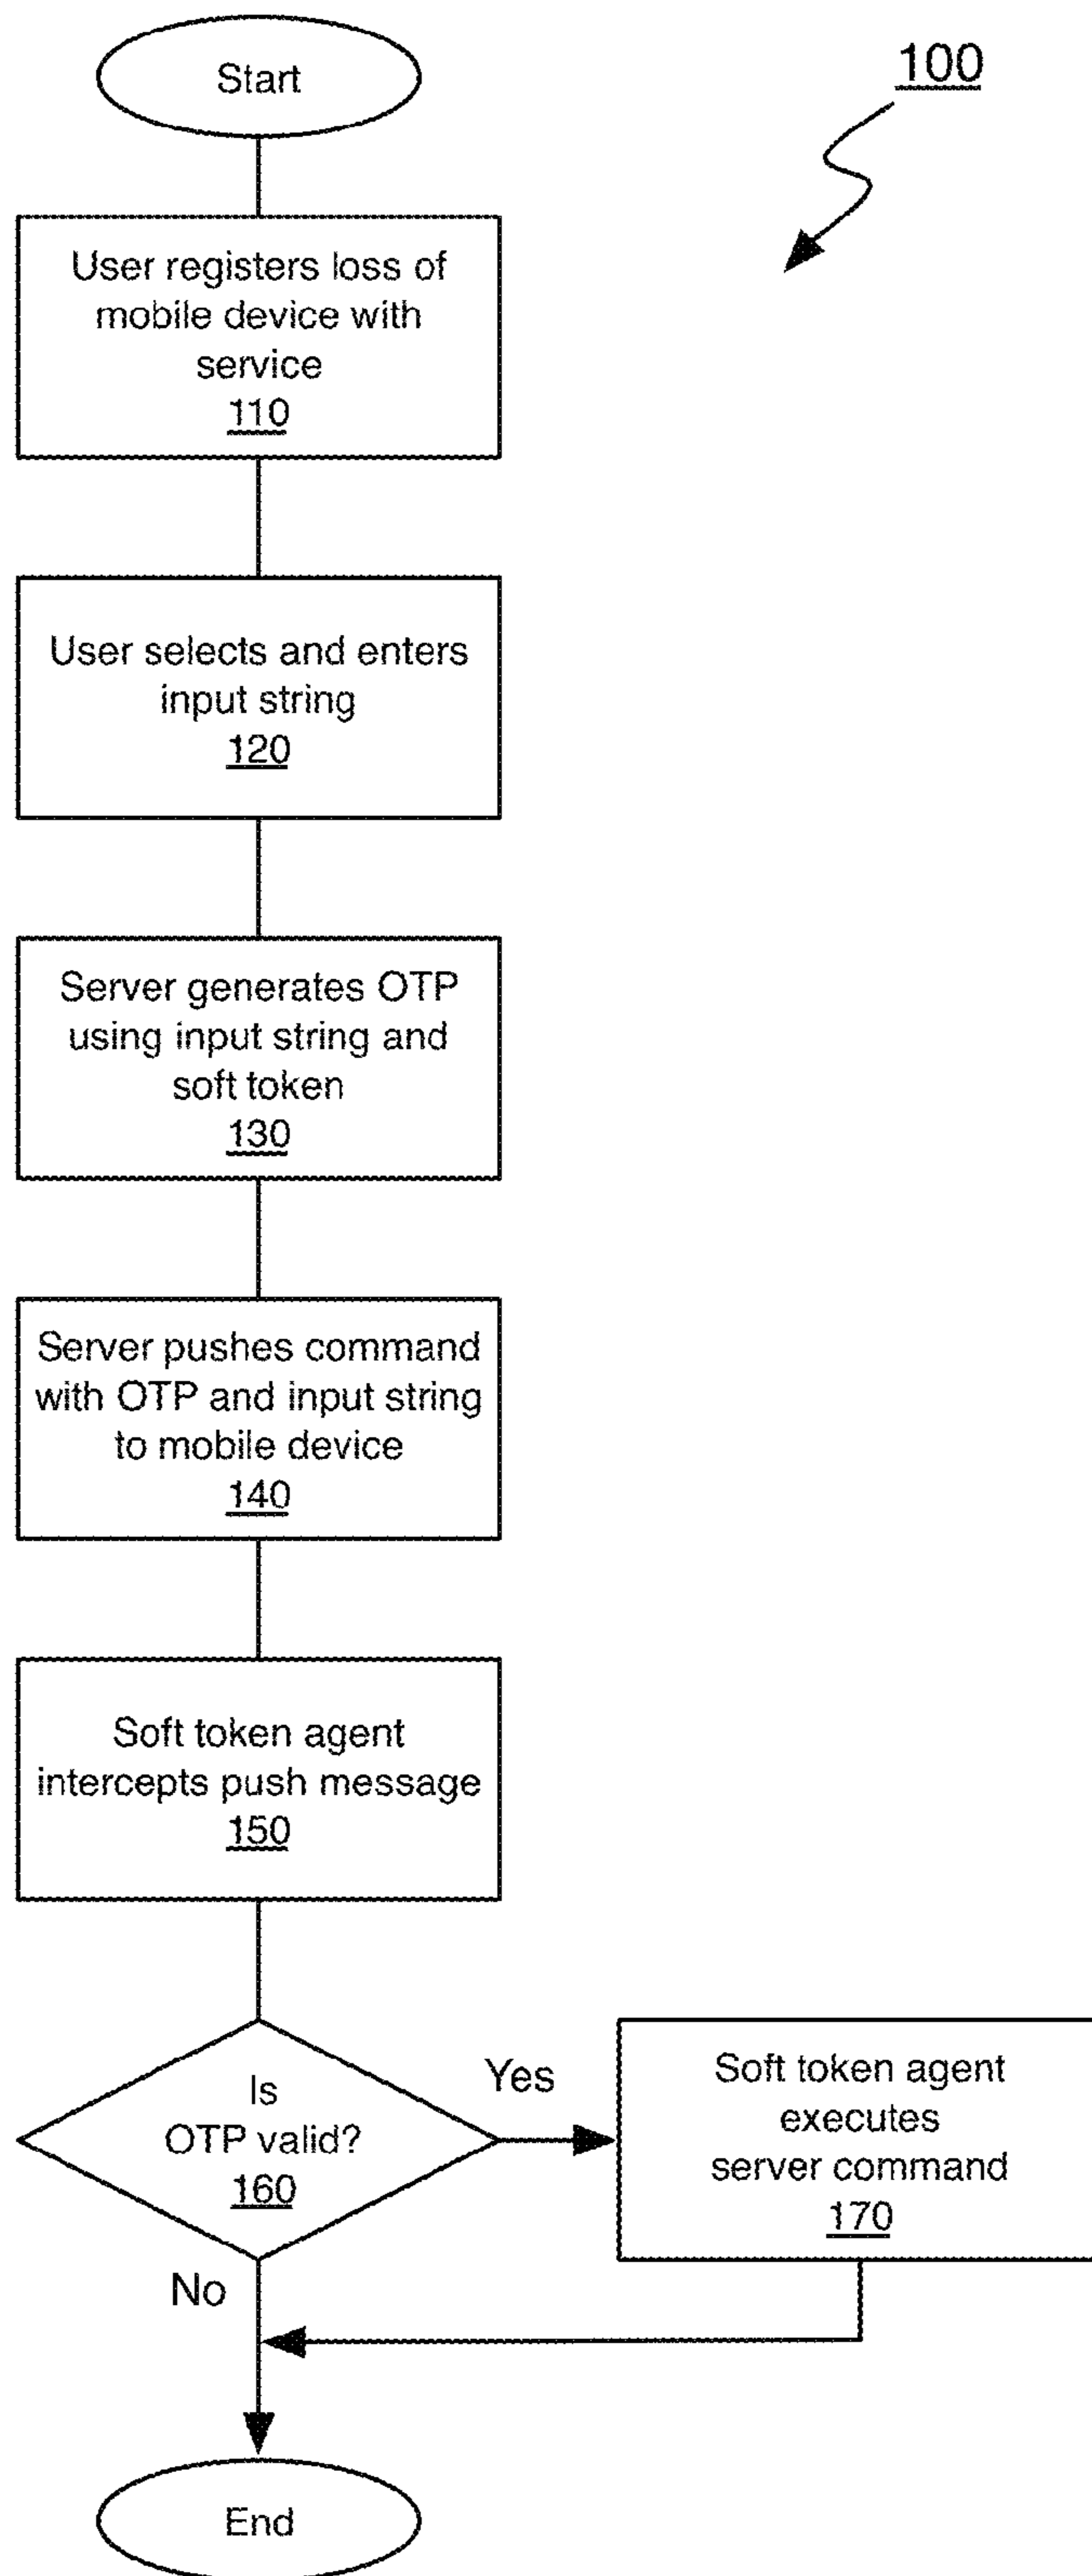 Start
100
User registers loss of
mobile device with
service
110
User selects and enters
input string
120
Server generates OTP
using input string and
soft token
130
Server pushes command
with OTP and input string
to mobile device
140
Soft token agent
intercepts push message
150
Is
OTP valid?
160
Yes
Soft token agent
executes
server command
170
No
End